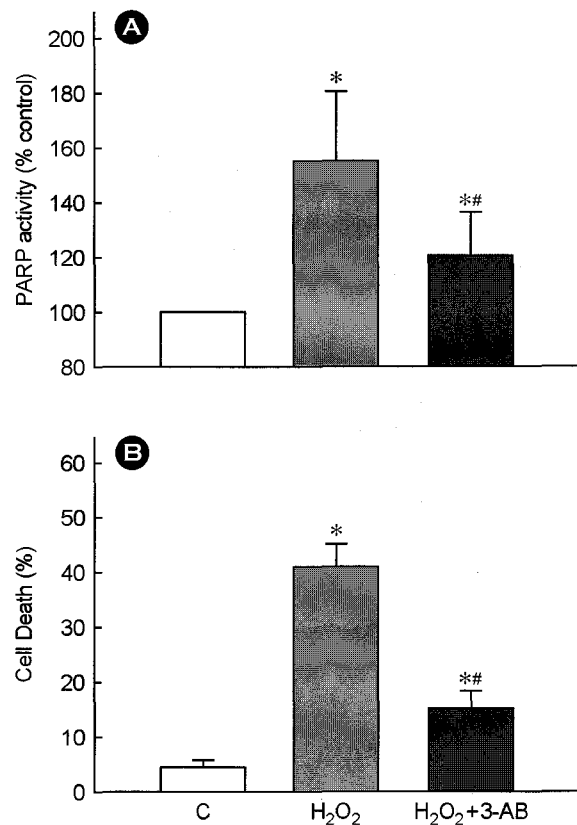 A
PARP activity (% control)
200
180
160
140
120
100
80
*
*#
B
Cell Death (%)
60
50
40
30
20
10
0
*
*#
C
H₂O₂
H₂O₂+3-AB